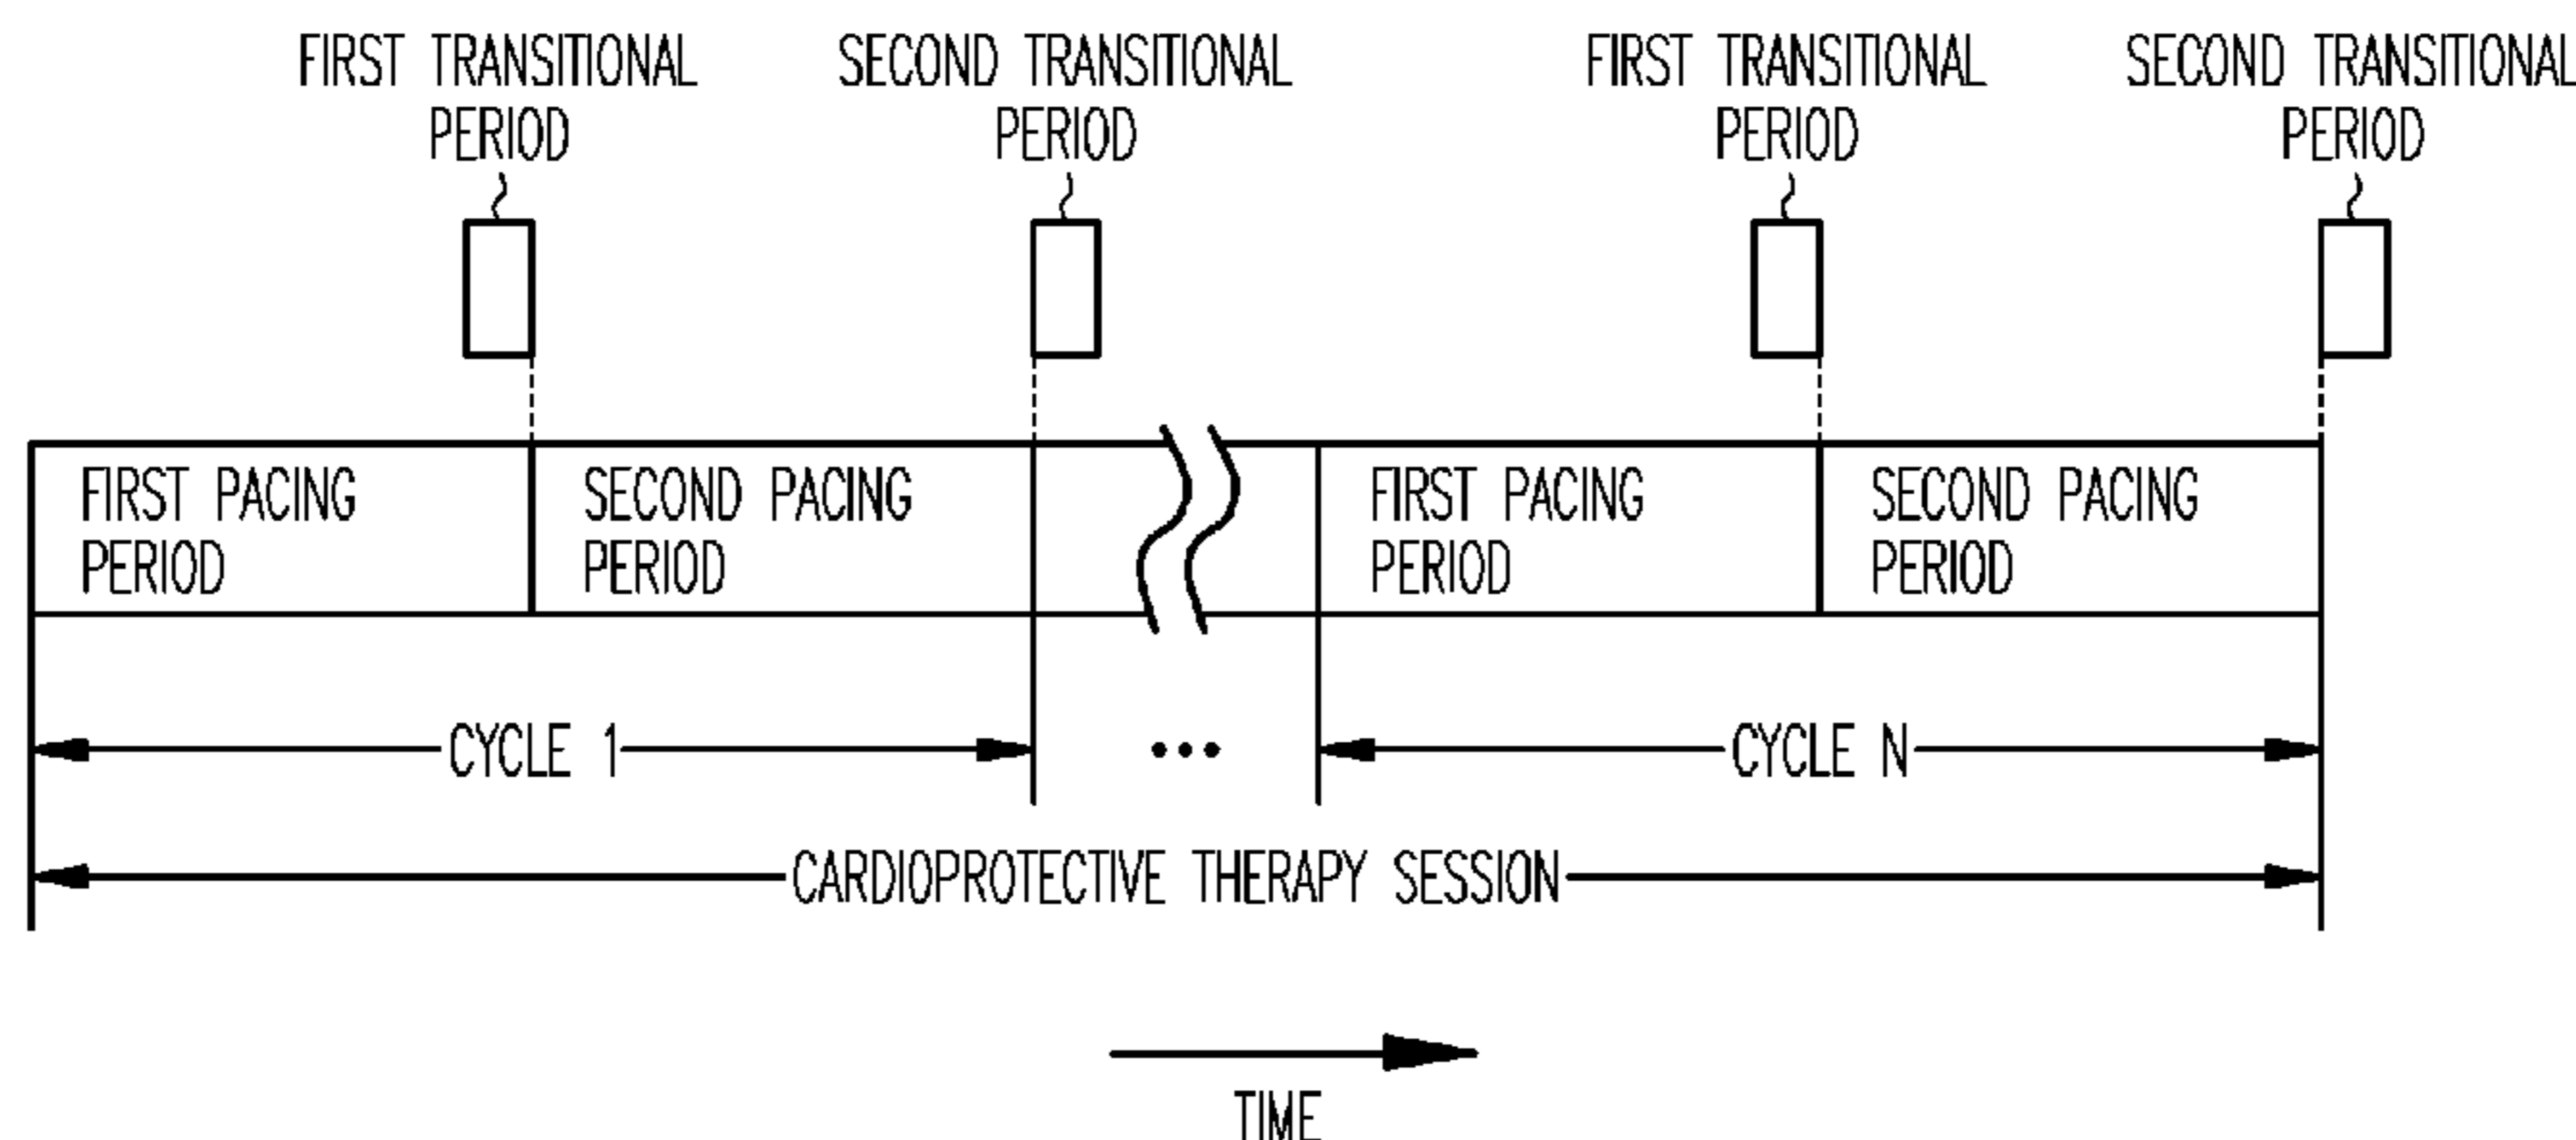 FIRST TRANSITIONAL
PERIOD
SECOND TRANSITIONAL
PERIOD
FIRST TRANSITIONAL
PERIOD
SECOND TRANSITIONAL
PERIOD
FIRST PACING
PERIOD
SECOND PACING
PERIOD
FIRST PACING
PERIOD
SECOND PACING
PERIOD
CYCLE 1
•••
CYCLE N
CARDIOPROTECTIVE THERAPY SESSION
TIME